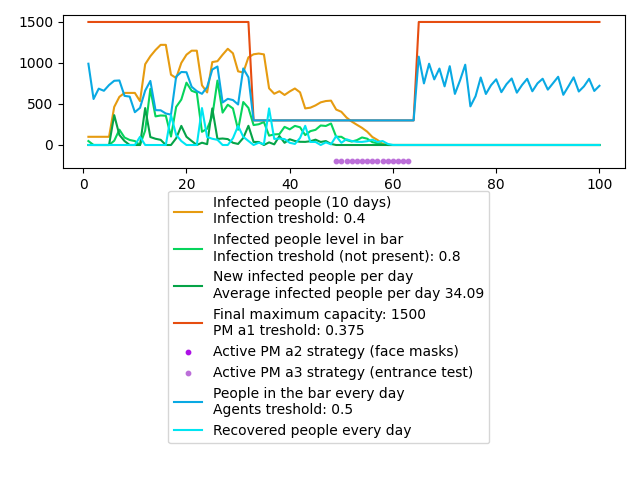 1500
1000
500
0
0 20 40 60 80 100
Infected people (10 days)
Infection treshold: 0.4
Infected people level in bar
Infection treshold (not present): 0.8
New infected people per day
Average infected people per day 34.09
Final maximum capacity: 1500
PM a1 treshold: 0.375
Active PM a2 strategy (face masks)
Active PM a3 strategy (entrance test)
People in the bar every day
Agents treshold: 0.5
Recovered people every day